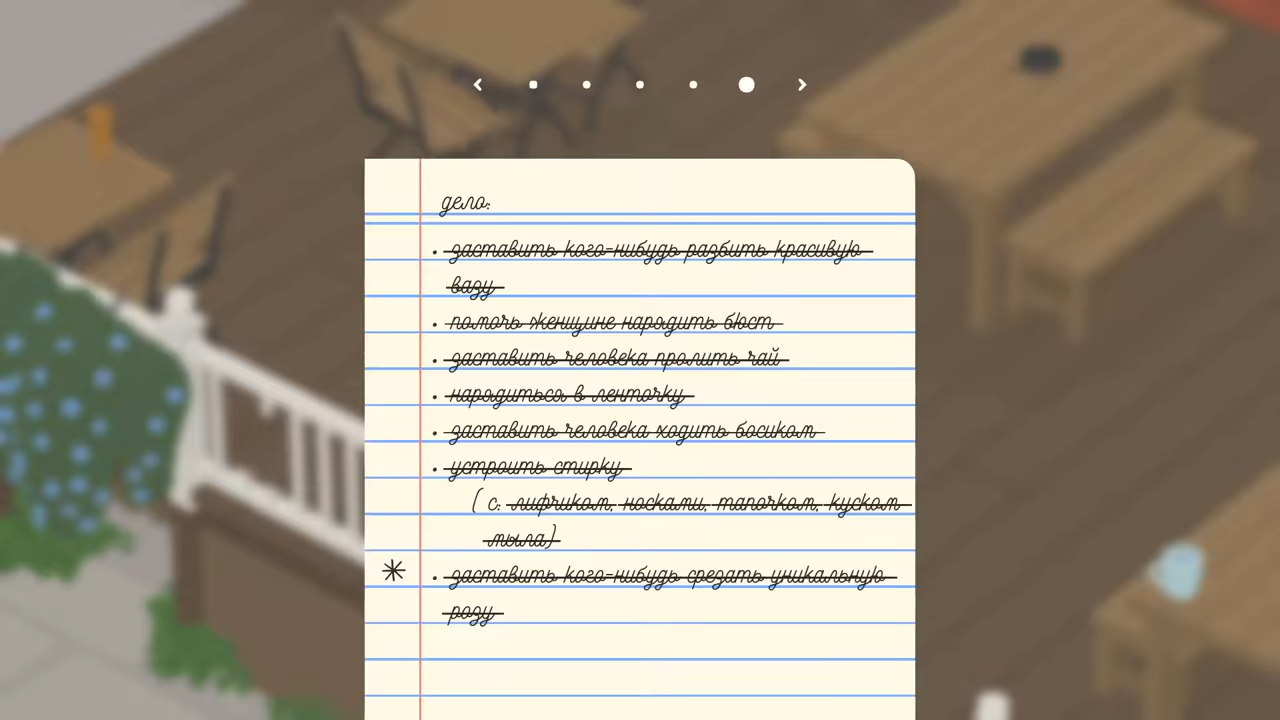 дело:
• заставить кого-нибудь разбить красивую
вазу
• помочь женщине нарядить бюст
• заставить человека пролить чай
• нарядиться в ленточку
• заставить человека ходить босиком
• устроить стирку
( с: лифчиком, носками, тапочком, куском
мыла)
• заставить кого-нибудь срезать уникальную
розу